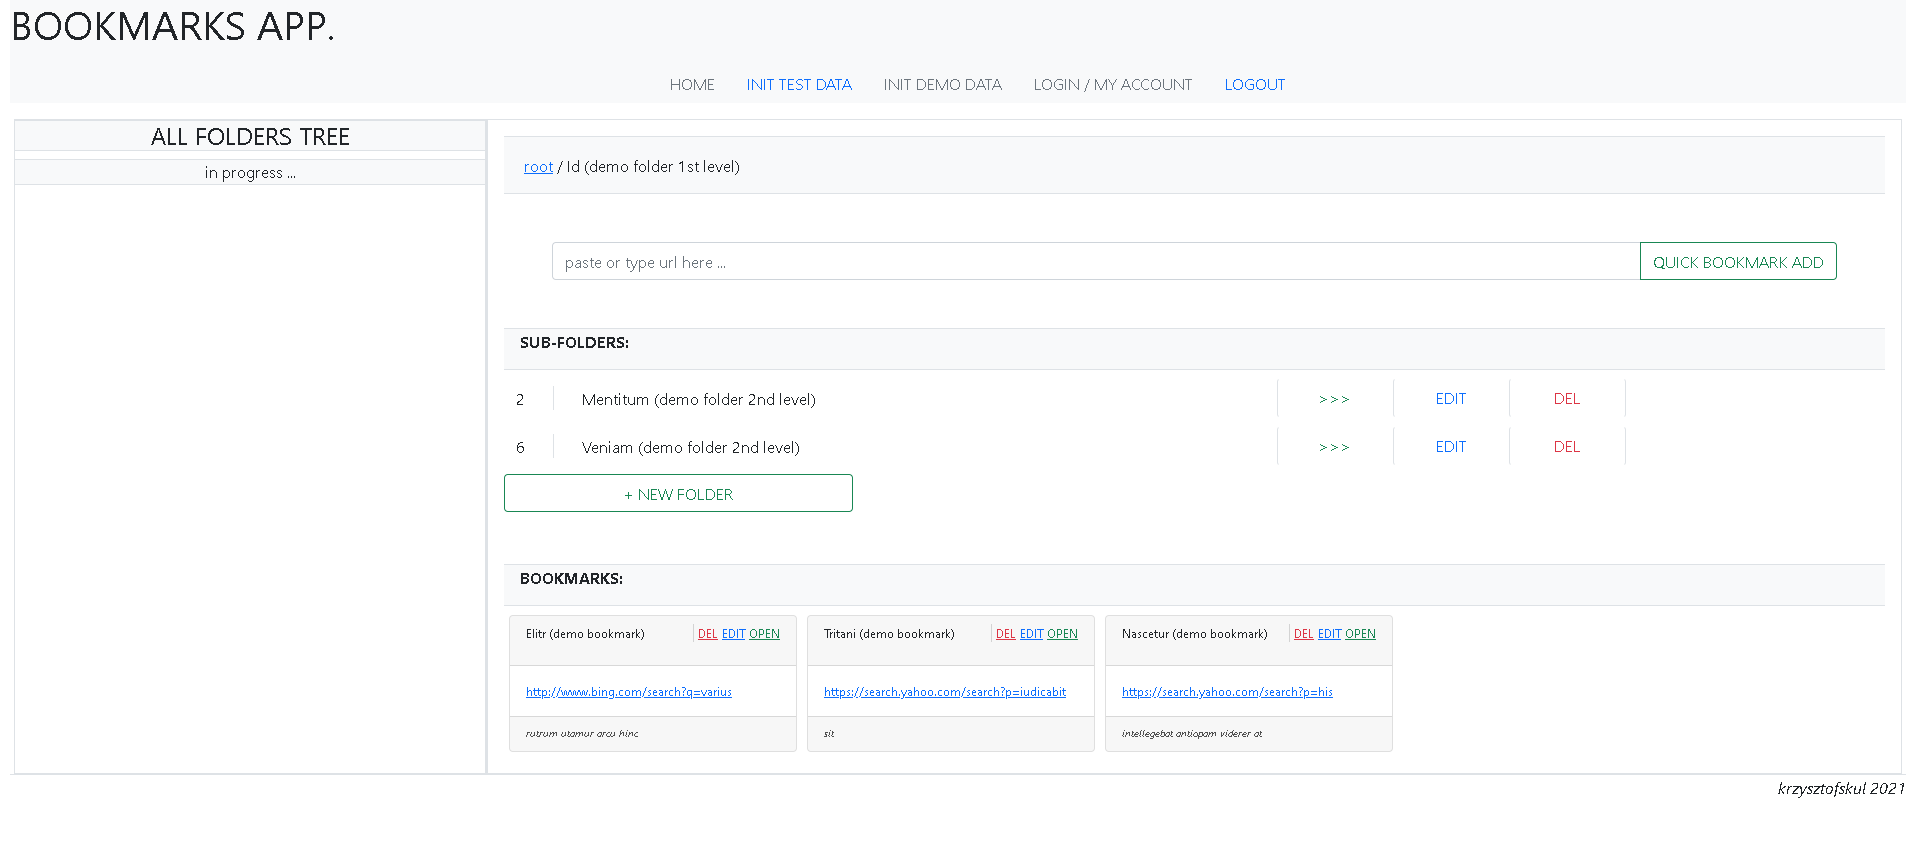 BOOKMARKS APP.
HOME INIT TEST DATA INIT DEMO DATA LOGIN / MY ACCOUNT LOGOUT
ALL FOLDERS TREE
in progress ...
root / Id (demo folder 1st level)
paste or type url here ... QUICK BOOKMARK ADD
SUB-FOLDERS:
2 Mentitum (demo folder 2nd level) >>> EDIT DEL
6 Veniam (demo folder 2nd level) >>> EDIT DEL
+ NEW FOLDER
BOOKMARKS:
Elitr (demo bookmark) DEL EDIT OPEN
http://www.bing.com/search?q=varius
rutrum utamur arcu hinc
Tritani (demo bookmark) DEL EDIT OPEN
https://search.yahoo.com/search?p=iudicabit
sit
Nascetur (demo bookmark) DEL EDIT OPEN
https://search.yahoo.com/search?p=his
intellegebat antiopam viderer at
krzysztofskul 2021